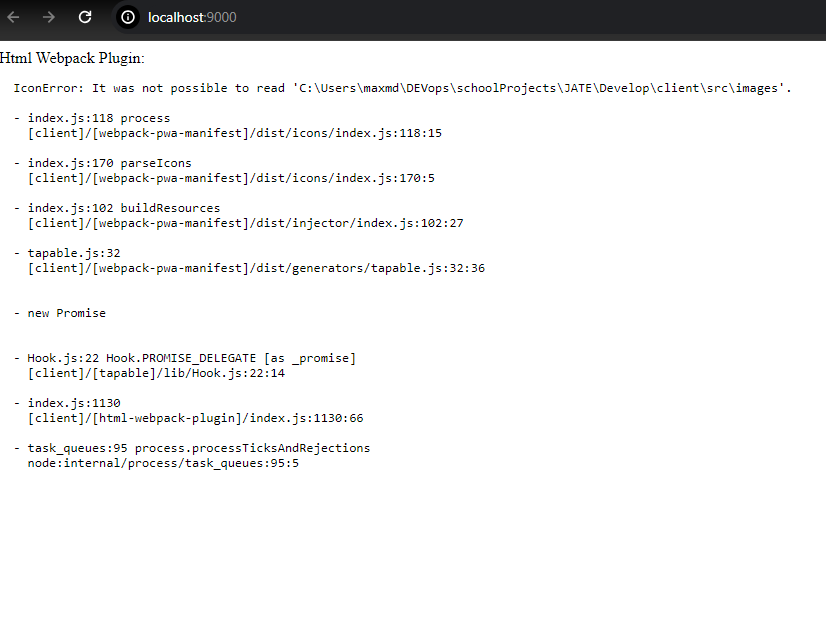 localhost:9000
Html Webpack Plugin:
IconError: It was not possible to read 'C:\Users\maxmd\DEVops\schoolProjects\JATE\Develop\client\src\images'.
- index.js:118 process
[client]/[webpack-pwa-manifest]/dist/icons/index.js:118:15
- index.js:170 parseIcons
[client]/[webpack-pwa-manifest]/dist/icons/index.js:170:5
- index.js:102 buildResources
[client]/[webpack-pwa-manifest]/dist/injector/index.js:102:27
- tapable.js:32
[client]/[webpack-pwa-manifest]/dist/generators/tapable.js:32:36
- new Promise
- Hook.js:22 Hook.PROMISE_DELEGATE [as _promise]
[client]/[tapable]/lib/Hook.js:22:14
- index.js:1130
[client]/[html-webpack-plugin]/index.js:1130:66
- task_queues:95 process.processTicksAndRejections
node:internal/process/task_queues:95:5